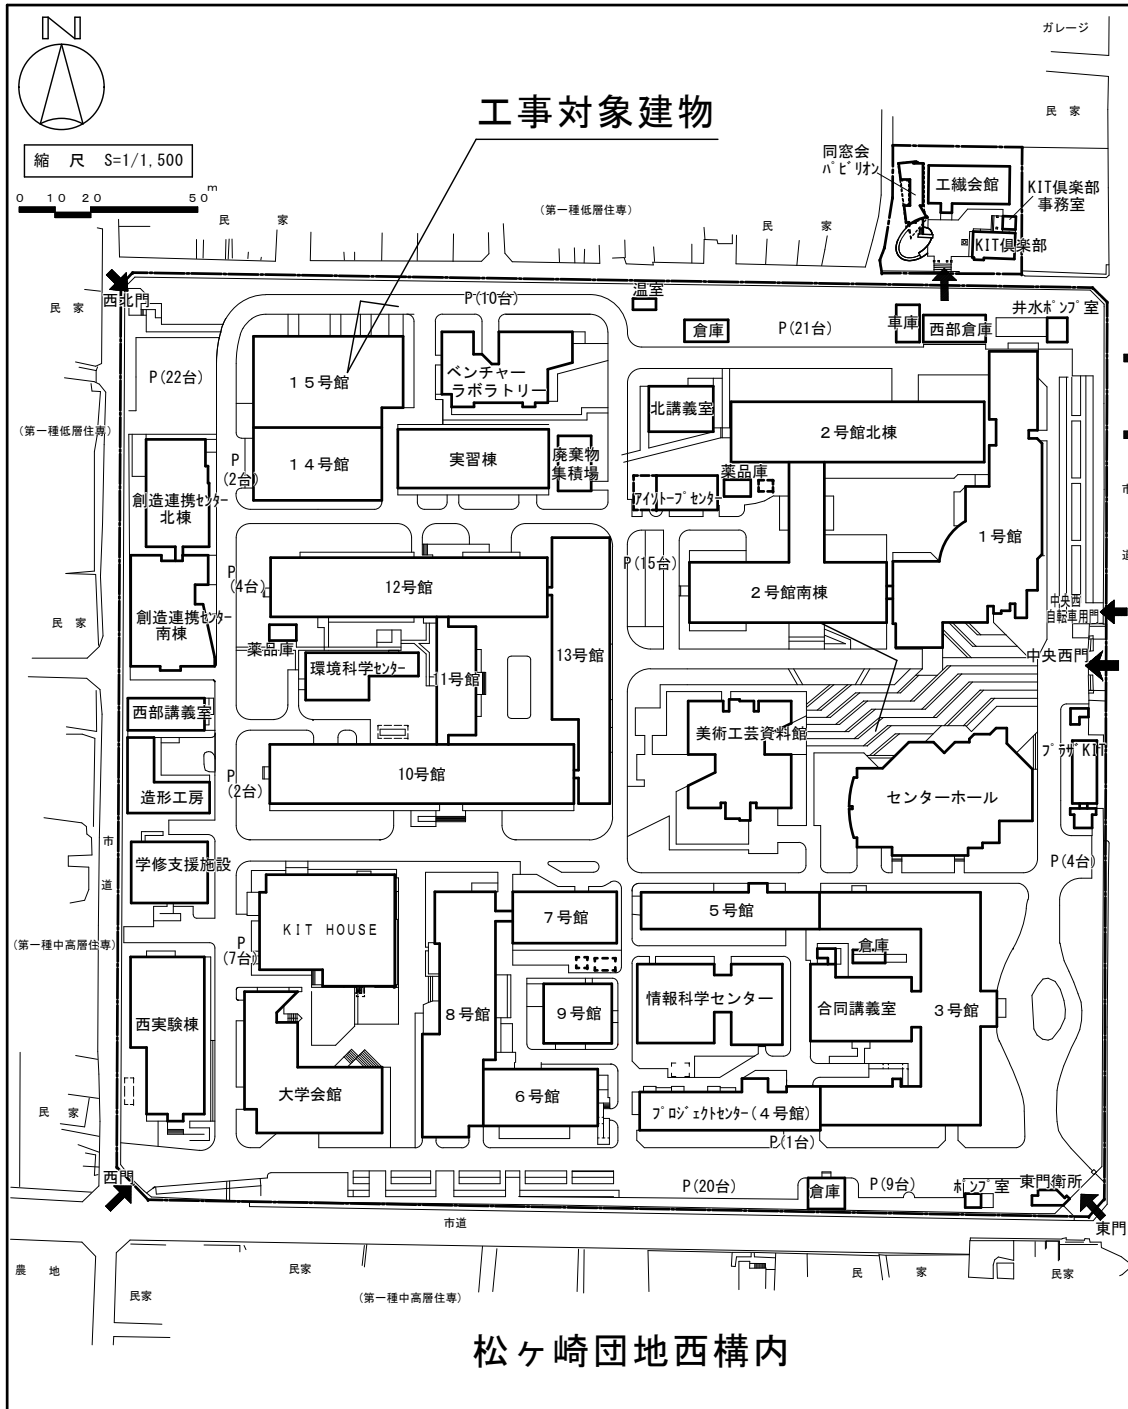 N
ガレージ
民 家
工事対象建物
縮 尺 S=1/1,500
0 10 20 50m
同窓会
パビリオン
工繊会館
KIT倶楽部
事務室
KIT倶楽部
民 家
(第一種低層住専)
民 家
西北門
民 家
P(10台)
温室
倉庫
P(21台)
車庫
西部倉庫
井水ポンプ室
P(22台)
15号館
ベンチャー
ラボラトリー
北講義室
2号館北棟
(第一種低層住専)
P
(2台)
14号館
実習棟
廃棄物
集積場
薬品庫
アイソトープセンター
創造連携センター
北棟
1号館
市
道
P
(4台)
12号館
P(15台)
2号館南棟
中央西
自転車用門
創造連携センター
南棟
民 家
薬品庫
環境科学センター
11号館
13号館
中央西門
西部講義室
美術工芸資料館
プラザKIT
造形工房
P
(2台)
10号館
センターホール
市
道
学修支援施設
P(4台)
KIT HOUSE
7号館
5号館
倉庫
(第一種中高層住専)
P
(7台)
西実験棟
8号館
9号館
情報科学センター
合同講義室
3号館
大学会館
6号館
プロジェクトセンター(4号館)
民 家
P(1台)
西門
P(20台)
倉庫
P(9台)
ポンプ室
東門衛所
東門
市道
農 地
民家
民家
(第一種中高層住専)
民 家
民家
松ヶ崎団地西構内